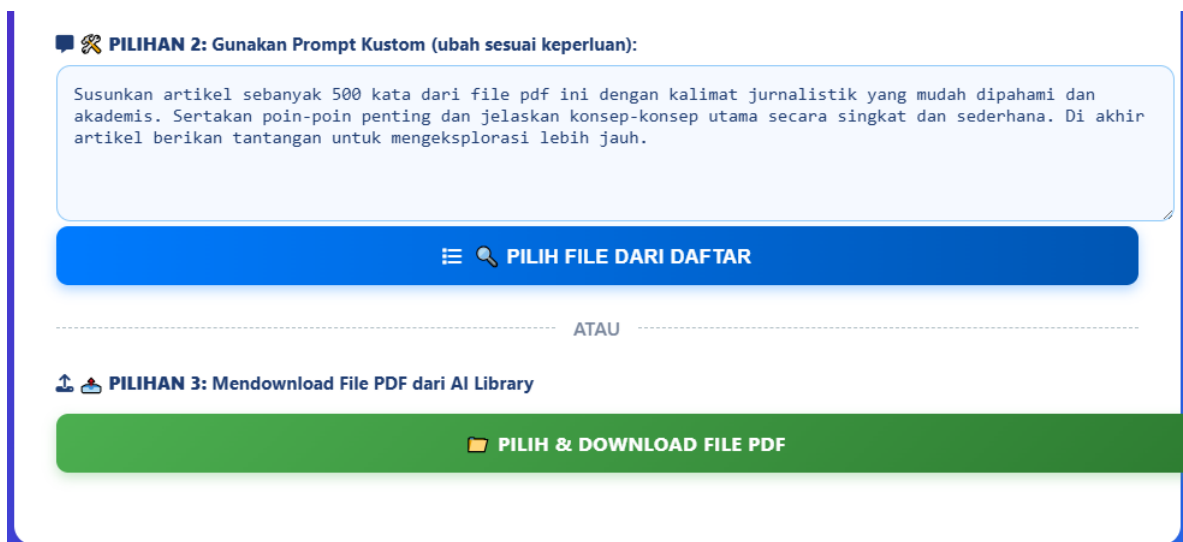 PILIHAN 2: Gunakan Prompt Kustom (ubah sesuai keperluan):
Susunkan artikel sebanyak 500 kata dari file pdf ini dengan kalimat jurnalistik yang mudah dipahami dan
akademis. Sertakan poin-poin penting dan jelaskan konsep-konsep utama secara singkat dan sederhana. Di akhir
artikel berikan tantangan untuk mengeksplorasi lebih jauh.
PILIH FILE DARI DAFTAR
ATAU
PILIHAN 3: Mendownload File PDF dari AI Library
PILIH & DOWNLOAD FILE PDF